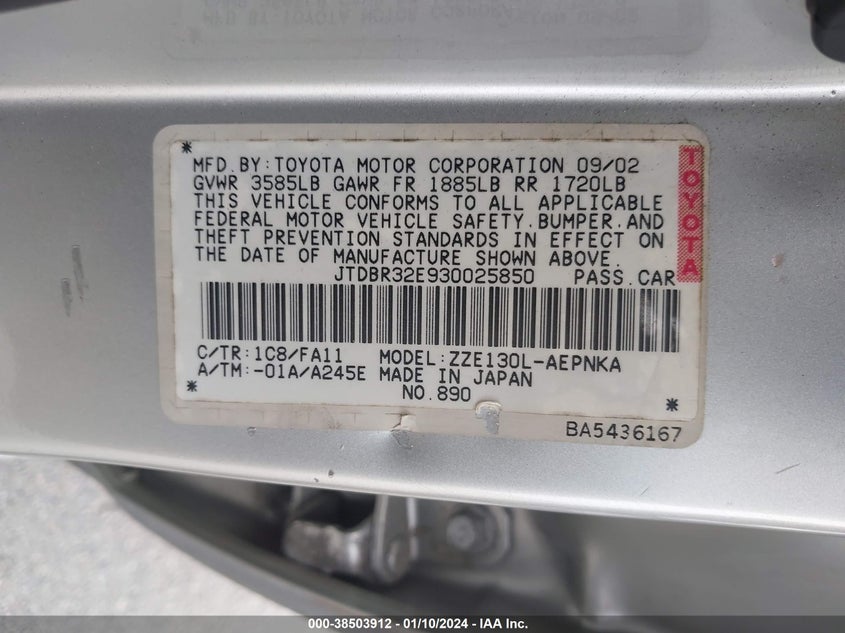 *
MFD.BY:TOYOTA MOTOR CORPORATION 09/02
GVWR 3585LB GAWR FR 1885LB RR 1720LB
THIS VEHICLE CONFORMS TO ALL APPLICABLE
FEDERAL MOTOR VEHICLE SAFETY.BUMPER.AND
THEFT PREVENTION STANDARDS IN EFFECT ON
THE DATE OF MANUFACTURE SHOWN ABOVE.
JTDBR32E930025850 PASS.CAR
TOYOTA
C/TR:1C8/FA11 MODEL:ZZE130L-AEPNKA
A/TM:-01A/A245E MADE IN JAPAN
* NO.890 *
BA5436167
000-38503912 - 01/10/2024 - IAA Inc.